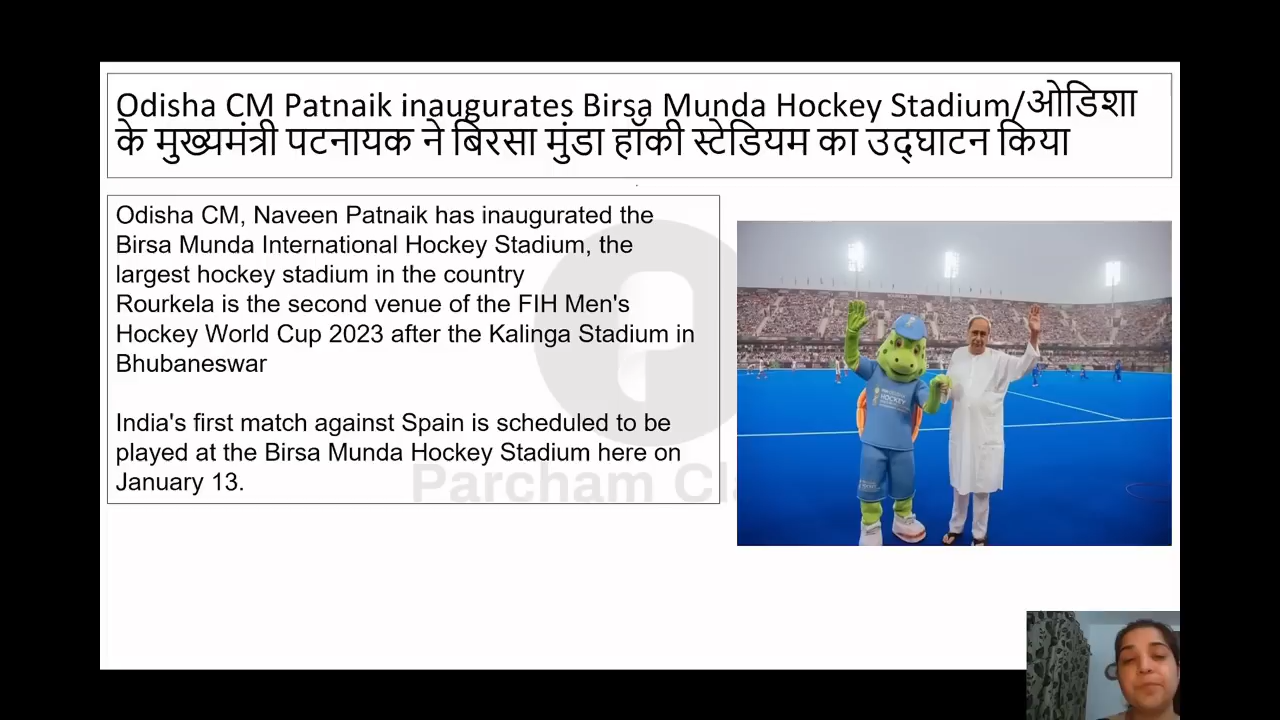 Odisha CM Patnaik inaugurates Birsa Munda Hockey Stadium/ओडिशा
के मुख्यमंत्री पटनायक ने बिरसा मुंडा हॉकी स्टेडियम का उद्घाटन किया
Odisha CM, Naveen Patnaik has inaugurated the
Birsa Munda International Hockey Stadium, the
largest hockey stadium in the country
Rourkela is the second venue of the FIH Men's
Hockey World Cup 2023 after the Kalinga Stadium in
Bhubaneswar
India's first match against Spain is scheduled to be
played at the Birsa Munda Hockey Stadium here on
January 13.
Parcham Cla
HOCKEY